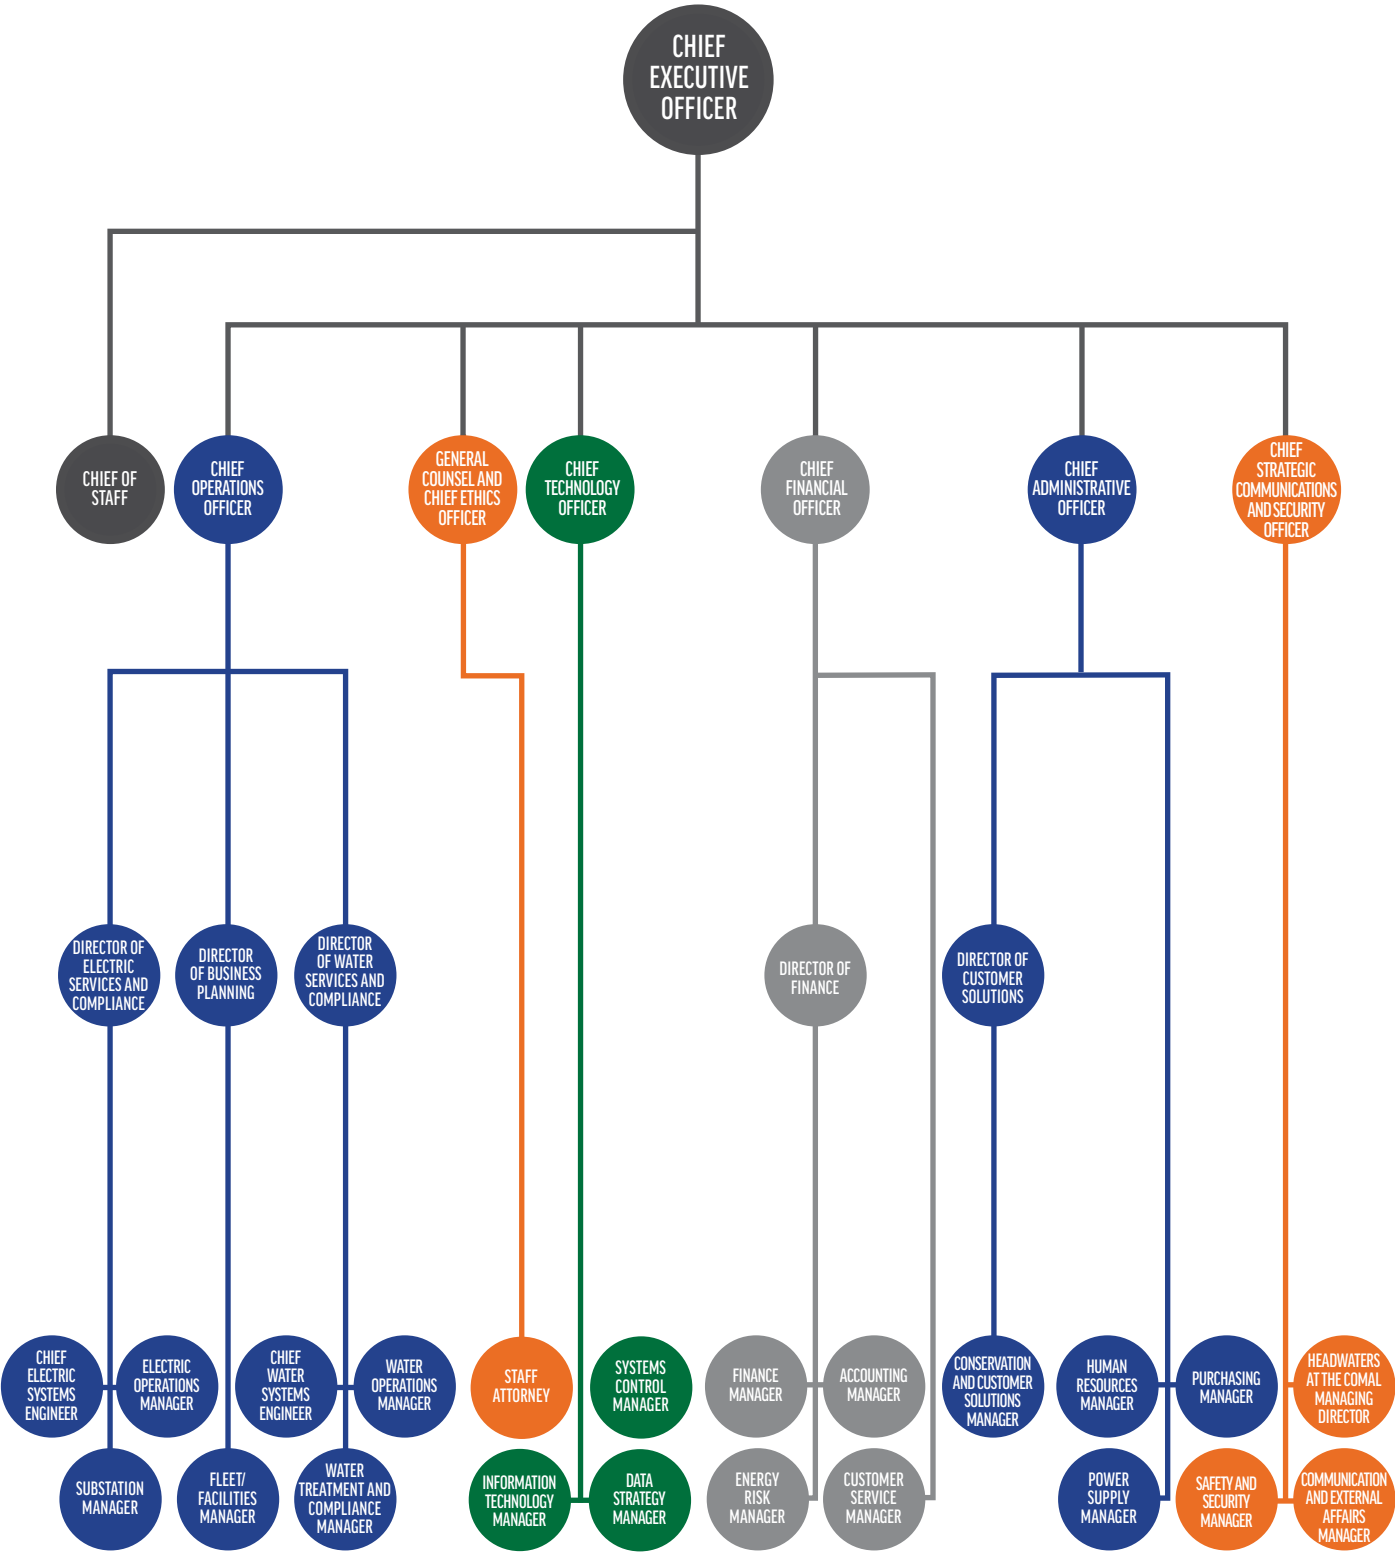 CHIEF
EXECUTIVE
OFFICER
CHIEF OF
STAFF
CHIEF
OPERATIONS
OFFICER
GENERAL
COUNSEL AND
CHIEF ETHICS
OFFICER
CHIEF
TECHNOLOGY
OFFICER
CHIEF
FINANCIAL
OFFICER
CHIEF
ADMINISTRATIVE
OFFICER
CHIEF
STRATEGIC
COMMUNICATIONS
AND SECURITY
OFFICER
DIRECTOR OF
ELECTRIC
SERVICES AND
COMPLIANCE
DIRECTOR
OF BUSINESS
PLANNING
DIRECTOR
OF WATER
SERVICES AND
COMPLIANCE
DIRECTOR OF
FINANCE
DIRECTOR OF
CUSTOMER
SOLUTIONS
CHIEF
ELECTRIC
SYSTEMS
ENGINEER
ELECTRIC
OPERATIONS
MANAGER
CHIEF
WATER
SYSTEMS
ENGINEER
WATER
OPERATIONS
MANAGER
STAFF
ATTORNEY
SYSTEMS
CONTROL
MANAGER
FINANCE
MANAGER
ACCOUNTING
MANAGER
CONSERVATION
AND CUSTOMER
SOLUTIONS
MANAGER
HUMAN
RESOURCES
MANAGER
PURCHASING
MANAGER
HEADWATERS
AT THE COMAL
MANAGING
DIRECTOR
SUBSTATION
MANAGER
FLEET/
FACILITIES
MANAGER
WATER
TREATMENT AND
COMPLIANCE
MANAGER
INFORMATION
TECHNOLOGY
MANAGER
DATA
STRATEGY
MANAGER
ENERGY
RISK
MANAGER
CUSTOMER
SERVICE
MANAGER
POWER
SUPPLY
MANAGER
SAFETY AND
SECURITY
MANAGER
COMMUNICATION
AND EXTERNAL
AFFAIRS
MANAGER